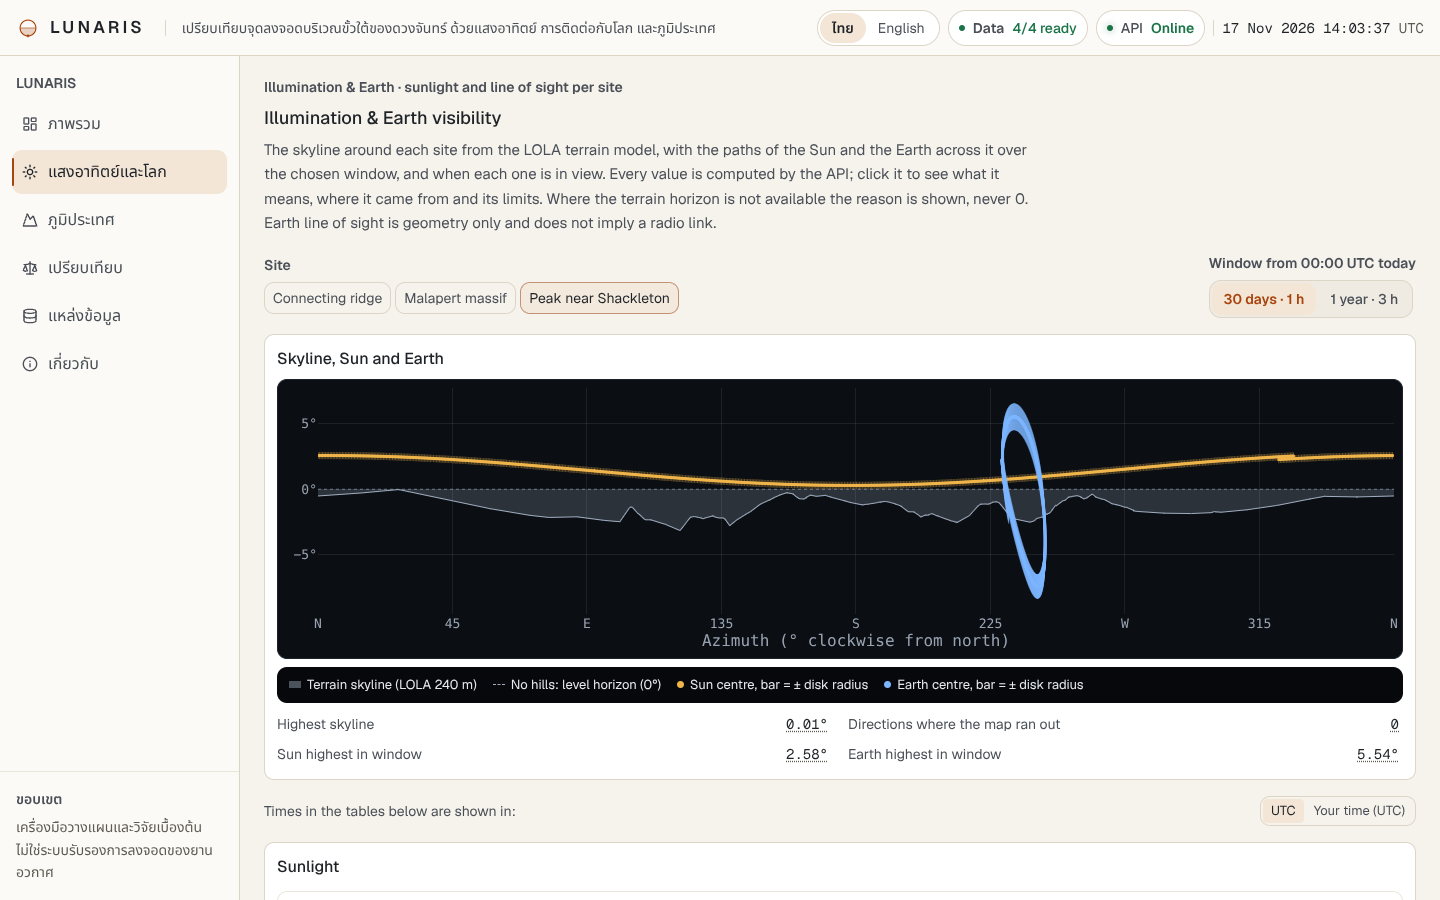 LUNARIS
เปรียบเทียบจุดลงจอดบริเวณขั้วใต้ของดวงจันทร์ ด้วยแสงอาทิตย์ การติดต่อกับโลก และภูมิประเทศ
ไทย English
Data 4/4 ready
API Online
17 Nov 2026 14:03:37 UTC
LUNARIS
ภาพรวม
แสงอาทิตย์และโลก
ภูมิประเทศ
เปรียบเทียบ
แหล่งข้อมูล
เกี่ยวกับ
ขอบเขต
เครื่องมือวางแผนและวิจัยเบื้องต้น
ไม่ใช่ระบบรับรองการลงจอดของยาน
อวกาศ
Illumination & Earth · sunlight and line of sight per site
Illumination & Earth visibility
The skyline around each site from the LOLA terrain model, with the paths of the Sun and the Earth across it over
the chosen window, and when each one is in view. Every value is computed by the API; click it to see what it
means, where it came from and its limits. Where the terrain horizon is not available the reason is shown, never 0.
Earth line of sight is geometry only and does not imply a radio link.
Site
Connecting ridge Malapert massif Peak near Shackleton
Window from 00:00 UTC today
30 days · 1 h 1 year · 3 h
Skyline, Sun and Earth
5°
0°
−5°
N 45 E 135 S 225 W 315 N
Azimuth (° clockwise from north)
Terrain skyline (LOLA 240 m) No hills: level horizon (0°) Sun centre, bar = ± disk radius Earth centre, bar = ± disk radius
Highest skyline 0.01° Directions where the map ran out 0
Sun highest in window 2.58° Earth highest in window 5.54°
Times in the tables below are shown in:
UTC Your time (UTC)
Sunlight